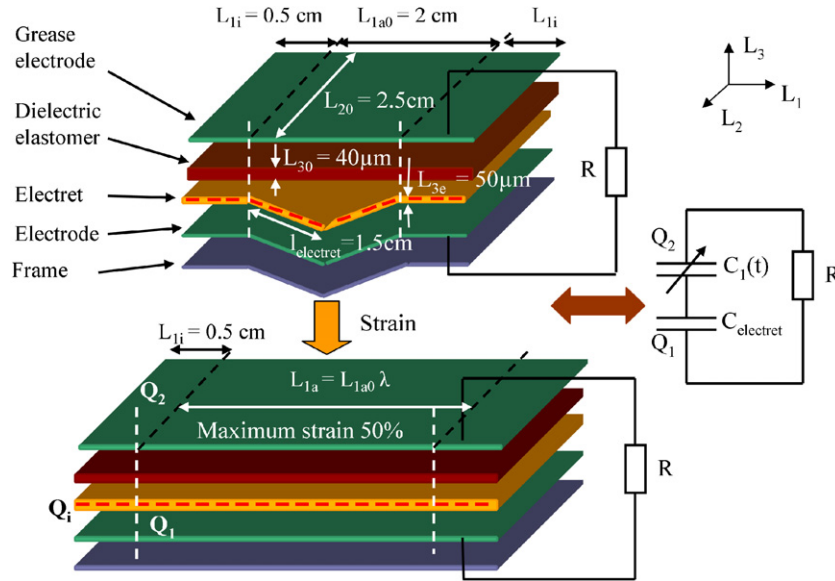 L1i = 0.5 cm
L1a0 = 2 cm
L1i
Grease
electrode
L20 = 2.5cm
Dielectric
elastomer
L30 = 40µm
L3e = 50µm
Electret
Electrode
lelectret =1.5cm
Frame
R
L3
L1
L2
Q2
C1(t)
R
Celectret
Q1
Strain
L1i = 0.5 cm
L1a = L1a0 λ
Q2
Maximum strain 50%
R
Qi
Q1